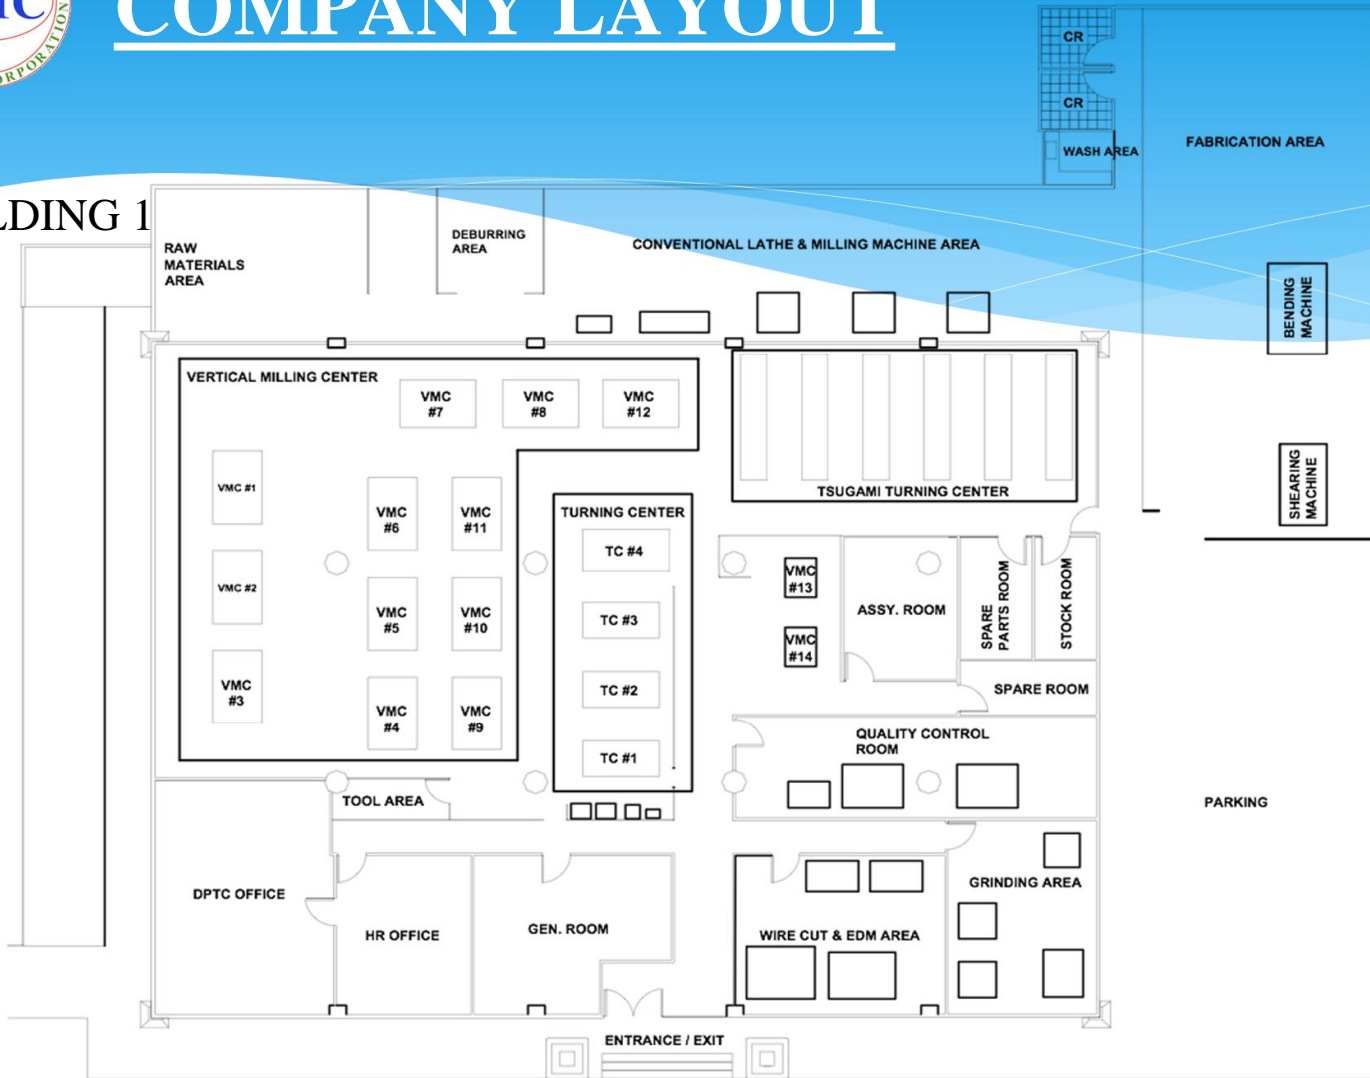 COMPANY LAYOUT
CR
CR
WASH AREA
FABRICATION AREA
LDING 1
RAW
MATERIALS
AREA
DEBURRING
AREA
CONVENTIONAL LATHE & MILLING MACHINE AREA
BENDING
MACHINE
VERTICAL MILLING CENTER
VMC
#7
VMC
#8
VMC
#12
VMC #1
VMC
#6
VMC
#11
TSUGAMI TURNING CENTER
SHEARING
MACHINE
TURNING CENTER
TC #4
VMC #2
VMC
#5
VMC
#10
TC #3
VMC
#13
ASSY. ROOM
SPARE
PARTS ROOM
STOCK ROOM
VMC
#14
VMC
#3
VMC
#4
VMC
#9
TC #2
SPARE ROOM
TC #1
QUALITY CONTROL
ROOM
TOOL AREA
PARKING
DPTC OFFICE
HR OFFICE
GEN. ROOM
WIRE CUT & EDM AREA
GRINDING AREA
ENTRANCE / EXIT